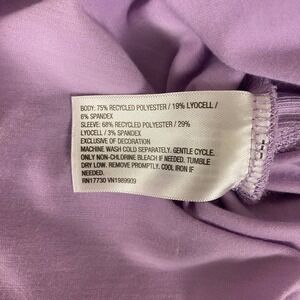 BODY: 75% RECYCLED POLYESTER / 19% LYOCELL /
6% SPANDEX
SLEEVE: 68% RECYCLED POLYESTER / 29%
LYOCELL / 3% SPANDEX
EXCLUSIVE OF DECORATION
MACHINE WASH COLD SEPARATELY. GENTLE CYCLE.
ONLY NON-CHLORINE BLEACH IF NEEDED. TUMBLE
DRY LOW. REMOVE PROMPTLY. COOL IRON IF
NEEDED.
RN17730 VN1989909